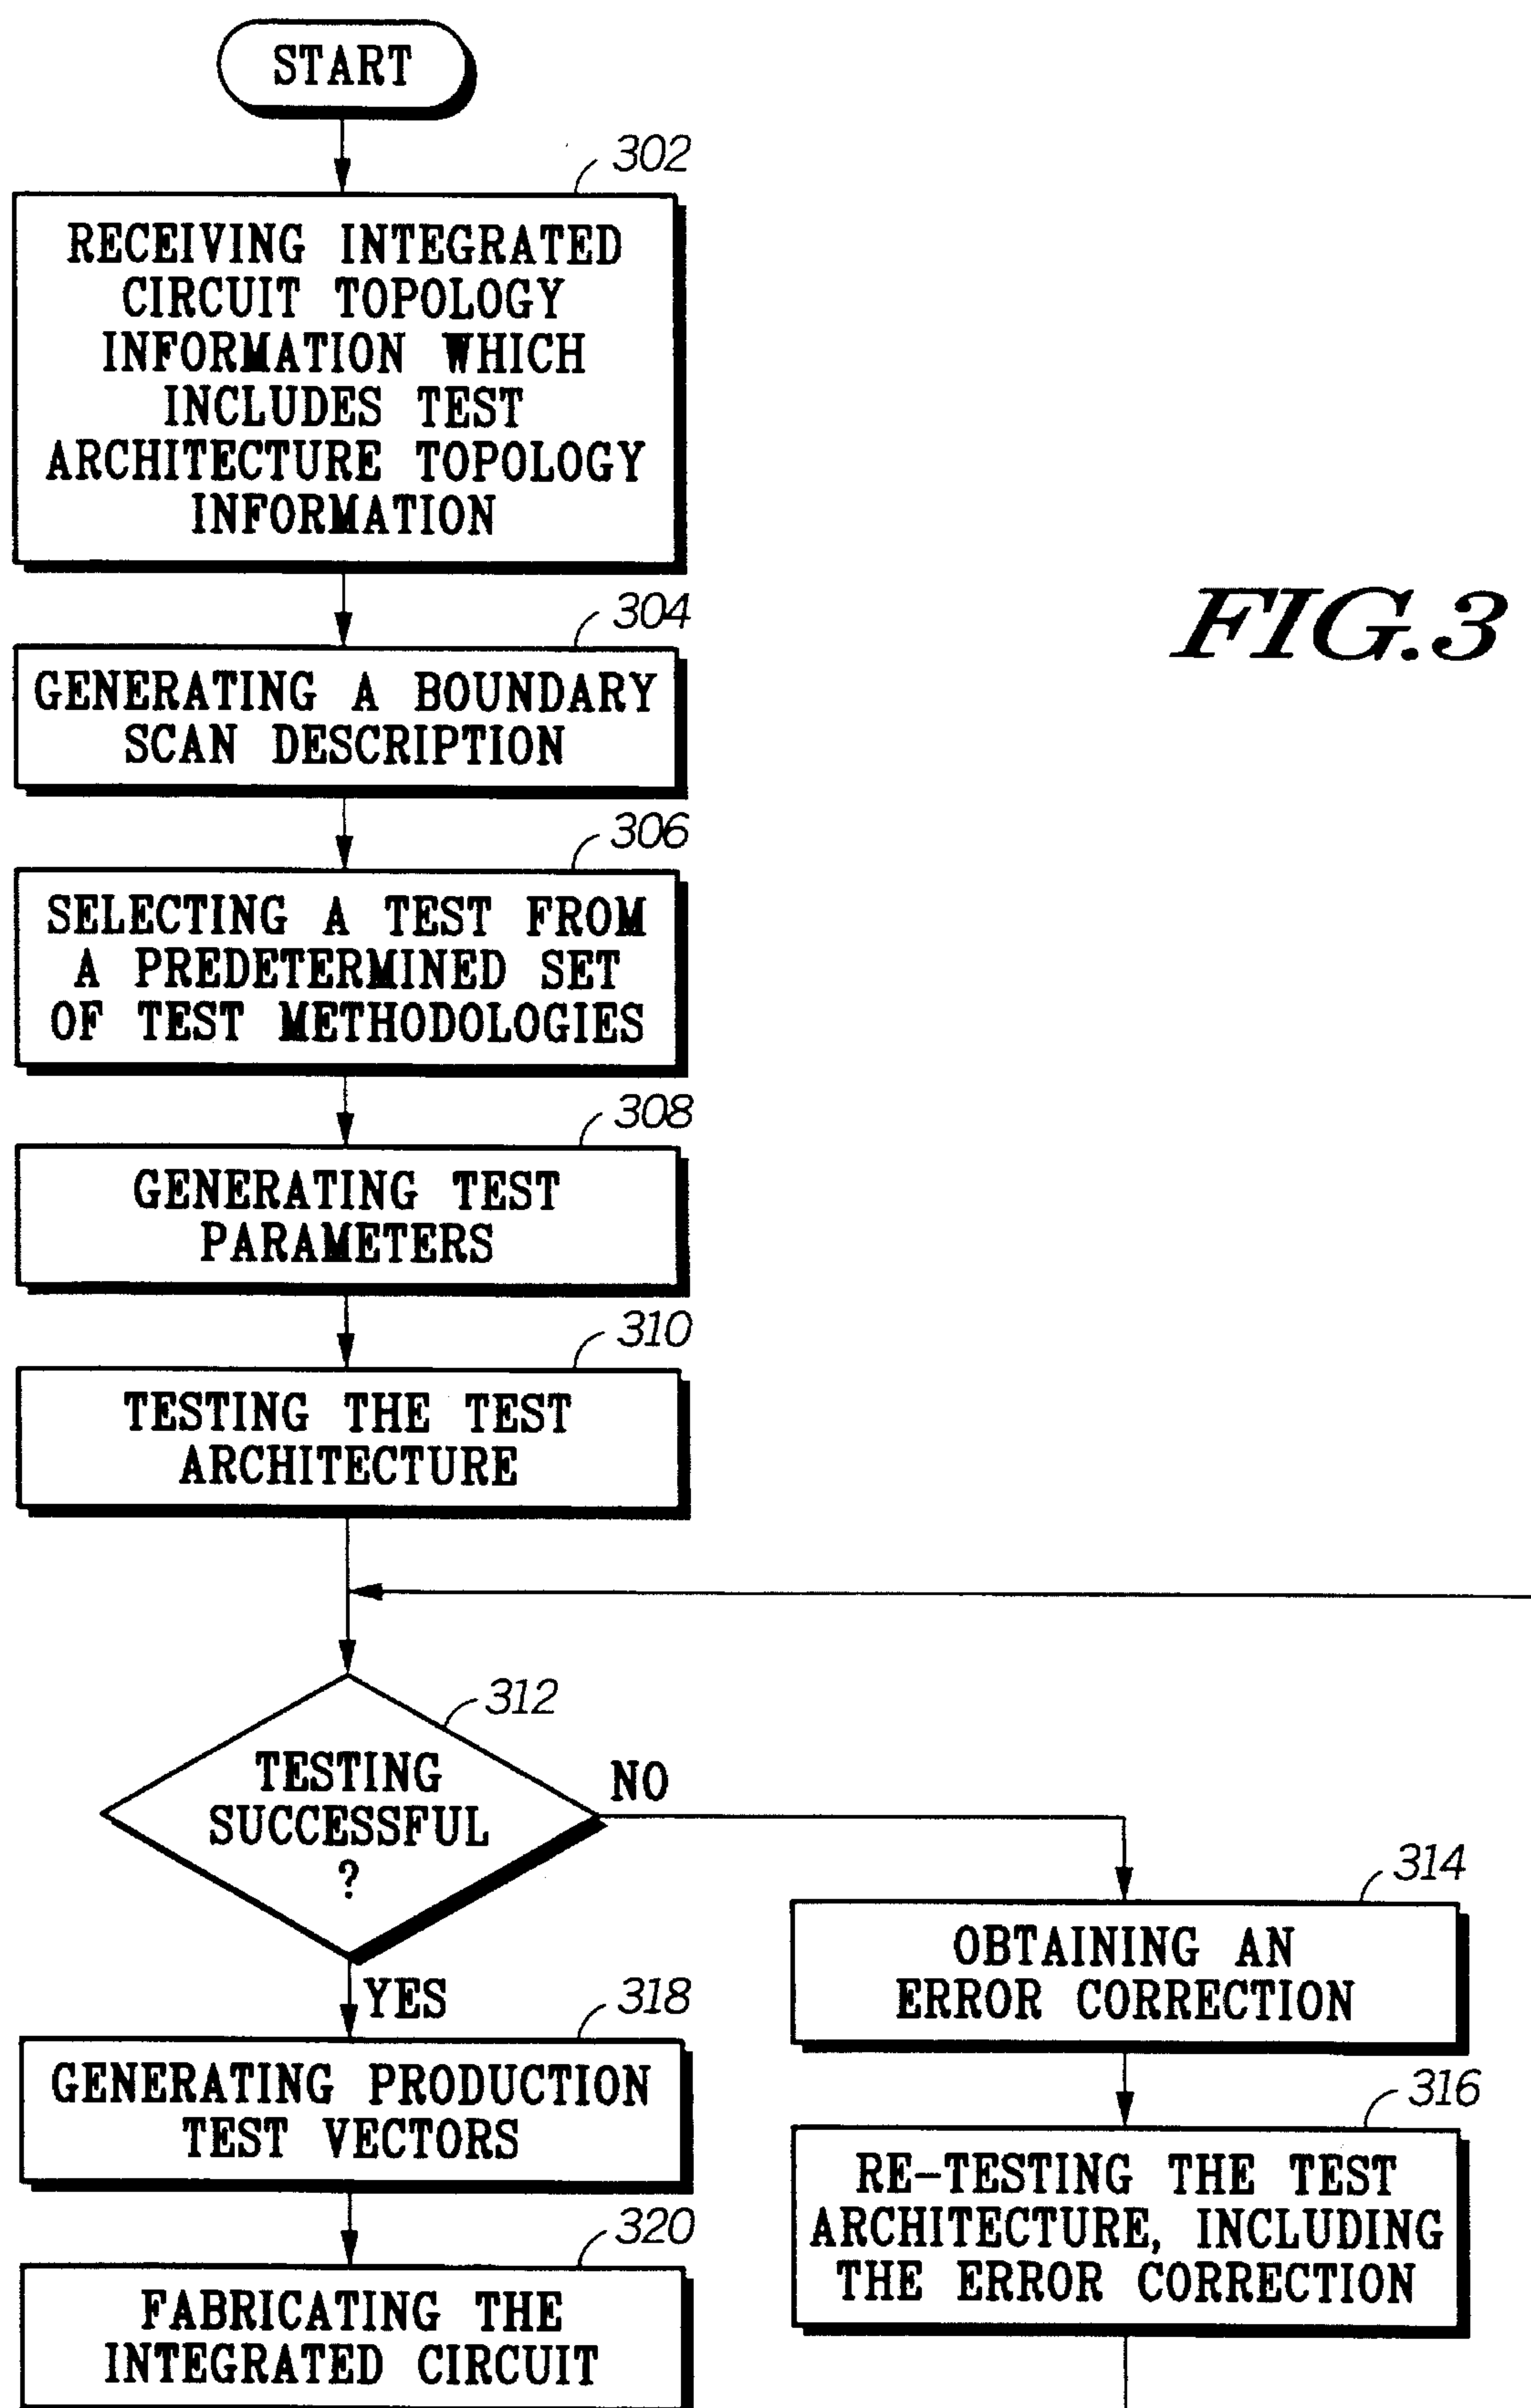 START
302
RECEIVING INTEGRATED
CIRCUIT TOPOLOGY
INFORMATION WHICH
INCLUDES TEST
ARCHITECTURE TOPOLOGY
INFORMATION
FIG.3
304
GENERATING A BOUNDARY
SCAN DESCRIPTION
306
SELECTING A TEST FROM
A PREDETERMINED SET
OF TEST METHODOLOGIES
308
GENERATING TEST
PARAMETERS
310
TESTING THE TEST
ARCHITECTURE
312
TESTING
SUCCESSFUL
?
NO
YES
314
OBTAINING AN
ERROR CORRECTION
316
RE-TESTING THE TEST
ARCHITECTURE, INCLUDING
THE ERROR CORRECTION
318
GENERATING PRODUCTION
TEST VECTORS
320
FABRICATING THE
INTEGRATED CIRCUIT